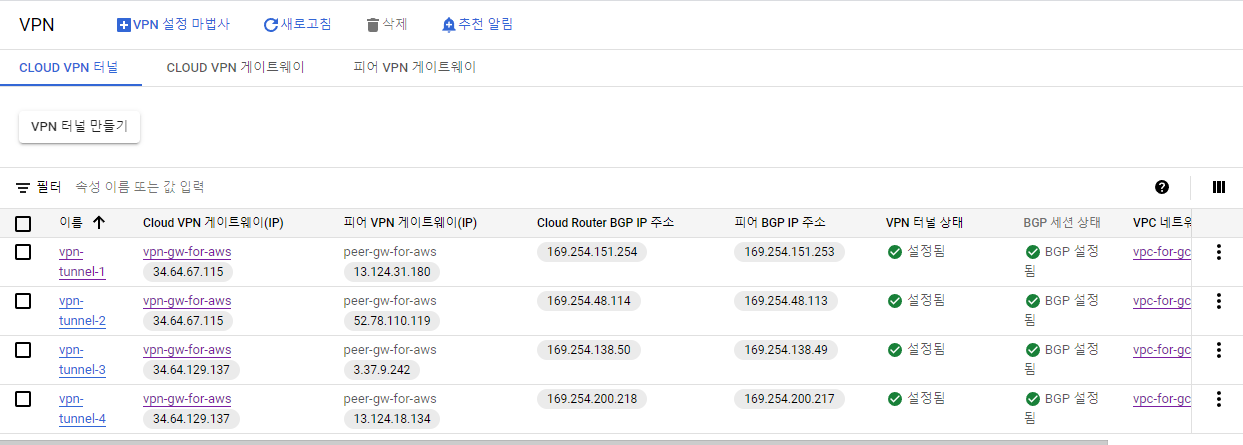 VPN VPN 설정 마법사 새로고침 삭제 추천 알림
CLOUD VPN 터널 CLOUD VPN 게이트웨이 피어 VPN 게이트웨이
VPN 터널 만들기
필터 속성 이름 또는 값 입력
이름 Cloud VPN 게이트웨이(IP) 피어 VPN 게이트웨이(IP) Cloud Router BGP IP 주소 피어 BGP IP 주소 VPN 터널 상태 BGP 세션 상태 VPC 네트워
vpn- vpn-gw-for-aws peer-gw-for-aws 169.254.151.254 169.254.151.253 설정됨 BGP 설정 vpc-for-gc
tunnel-1 34.64.67.115 13.124.31.180 됨
vpn- vpn-gw-for-aws peer-gw-for-aws 169.254.48.114 169.254.48.113 설정됨 BGP 설정 vpc-for-gc
tunnel-2 34.64.67.115 52.78.110.119 됨
vpn- vpn-gw-for-aws peer-gw-for-aws 169.254.138.50 169.254.138.49 설정됨 BGP 설정 vpc-for-gc
tunnel-3 34.64.129.137 3.37.9.242 됨
vpn- vpn-gw-for-aws peer-gw-for-aws 169.254.200.218 169.254.200.217 설정됨 BGP 설정 vpc-for-gc
tunnel-4 34.64.129.137 13.124.18.134 됨